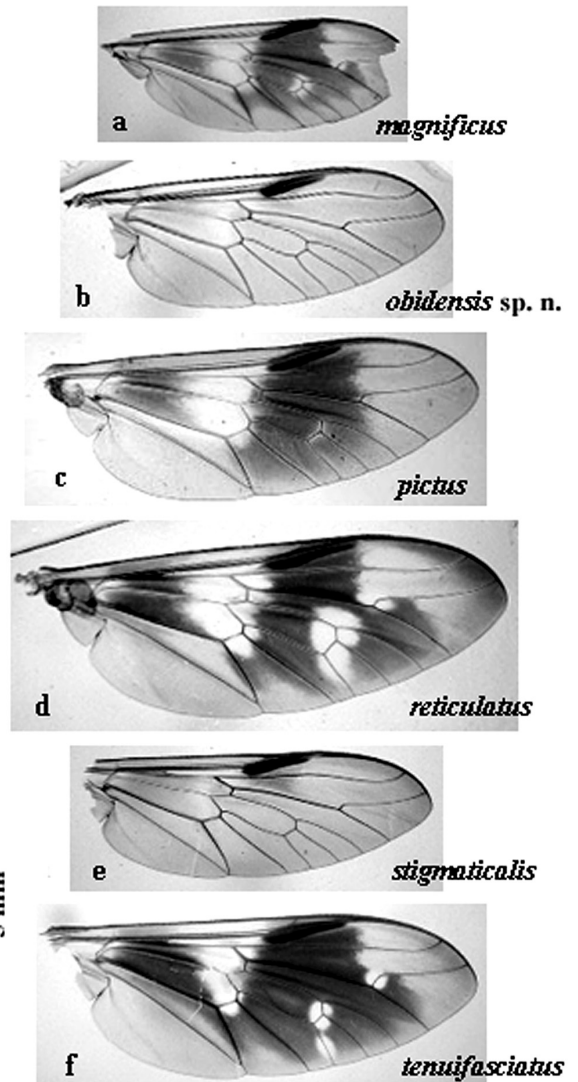 a
magnificus
b
obidensis sp. n.
c
pictus
d
reticulatus
e
stigmaticalis
f
tenuifasciatus